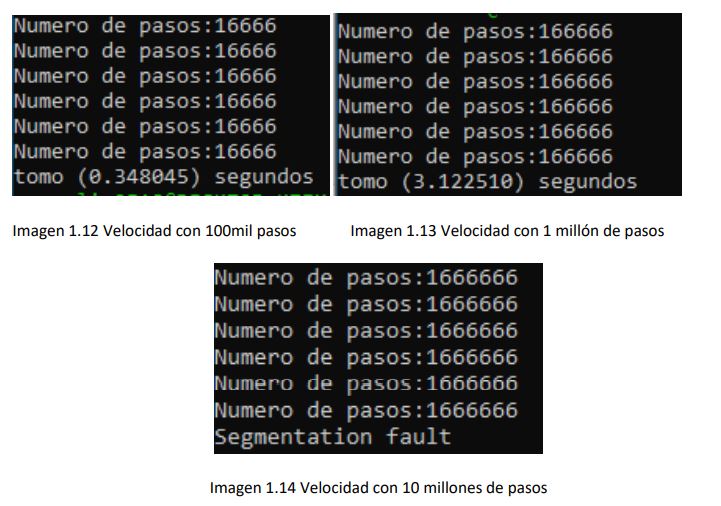 Numero de pasos:16666
Numero de pasos:16666
Numero de pasos:16666
Numero de pasos:16666
Numero de pasos:16666
Numero de pasos:16666
tomo (0.348045) segundos
Numero de pasos:166666
Numero de pasos:166666
Numero de pasos:166666
Numero de pasos:166666
Numero de pasos:166666
Numero de pasos:166666
tomo (3.122510) segundos
Imagen 1.12 Velocidad con 100mil pasos
Imagen 1.13 Velocidad con 1 millón de pasos
Numero de pasos:1666666
Numero de pasos:1666666
Numero de pasos:1666666
Numero de pasos:1666666
Numero de pasos:1666666
Numero de pasos:1666666
Segmentation fault
Imagen 1.14 Velocidad con 10 millones de pasos